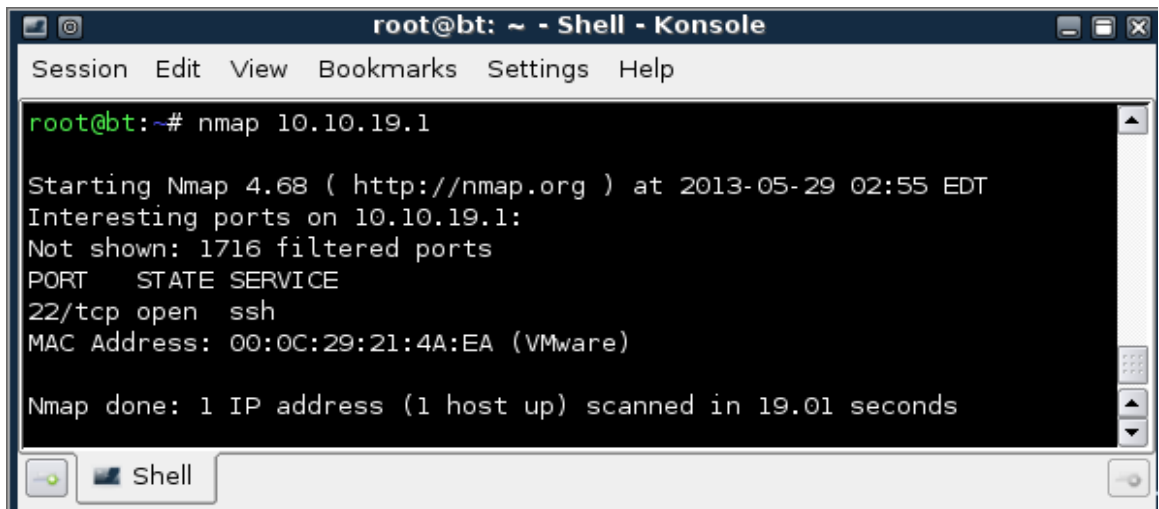 root@bt: ~ - Shell - Konsole
Session Edit View Bookmarks Settings Help
root@bt:~# nmap 10.10.19.1
Starting Nmap 4.68 ( http://nmap.org ) at 2013-05-29 02:55 EDT
Interesting ports on 10.10.19.1:
Not shown: 1716 filtered ports
PORT   STATE SERVICE
22/tcp open  ssh
MAC Address: 00:0C:29:21:4A:EA (VMware)
Nmap done: 1 IP address (1 host up) scanned in 19.01 seconds
Shell